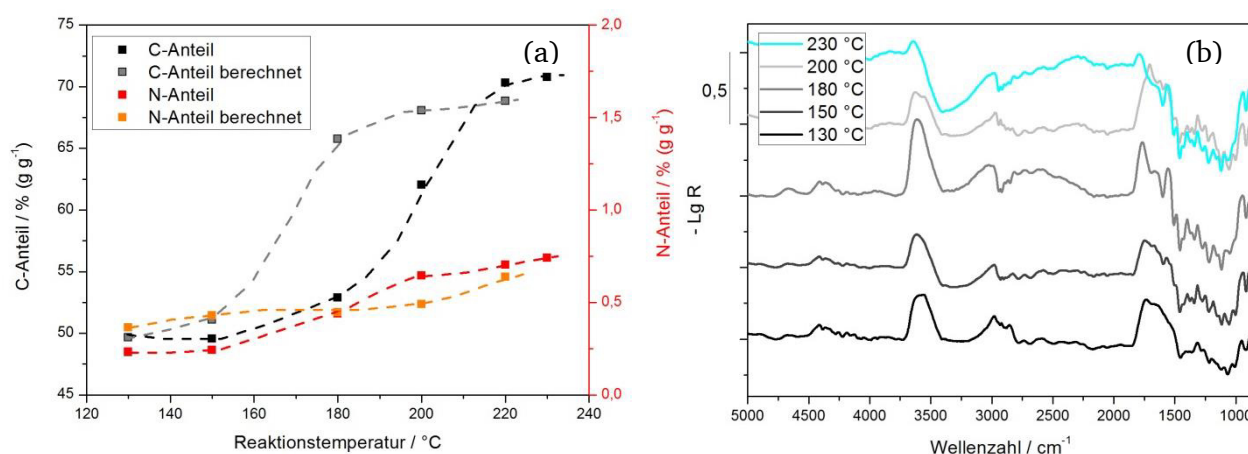 (a)
C-Anteil
C-Anteil berechnet
N-Anteil
N-Anteil berechnet
75
70
65
60
55
50
45
C-Anteil / % (g g⁻¹)
2,0
1,5
1,0
0,5
0,0
N-Anteil / % (g g⁻¹)
120 140 160 180 200 220 240
Reaktionstemperatur / °C
(b)
230 °C
200 °C
180 °C
150 °C
130 °C
0,5
- Lg R
5000 4500 4000 3500 3000 2500 2000 1500 1000
Wellenzahl / cm⁻¹